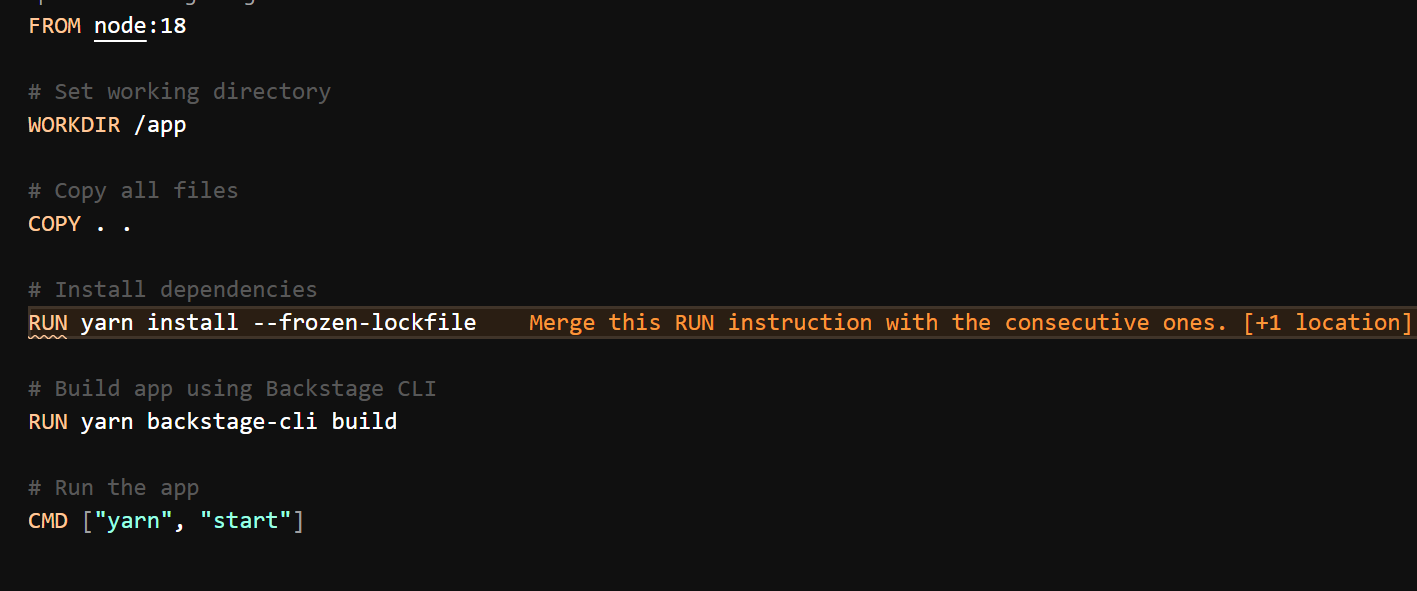 FROM node:18
# Set working directory
WORKDIR /app
# Copy all files
COPY . .
# Install dependencies
RUN yarn install --frozen-lockfile    Merge this RUN instruction with the consecutive ones. [+1 location]
# Build app using Backstage CLI
RUN yarn backstage-cli build
# Run the app
CMD ["yarn", "start"]